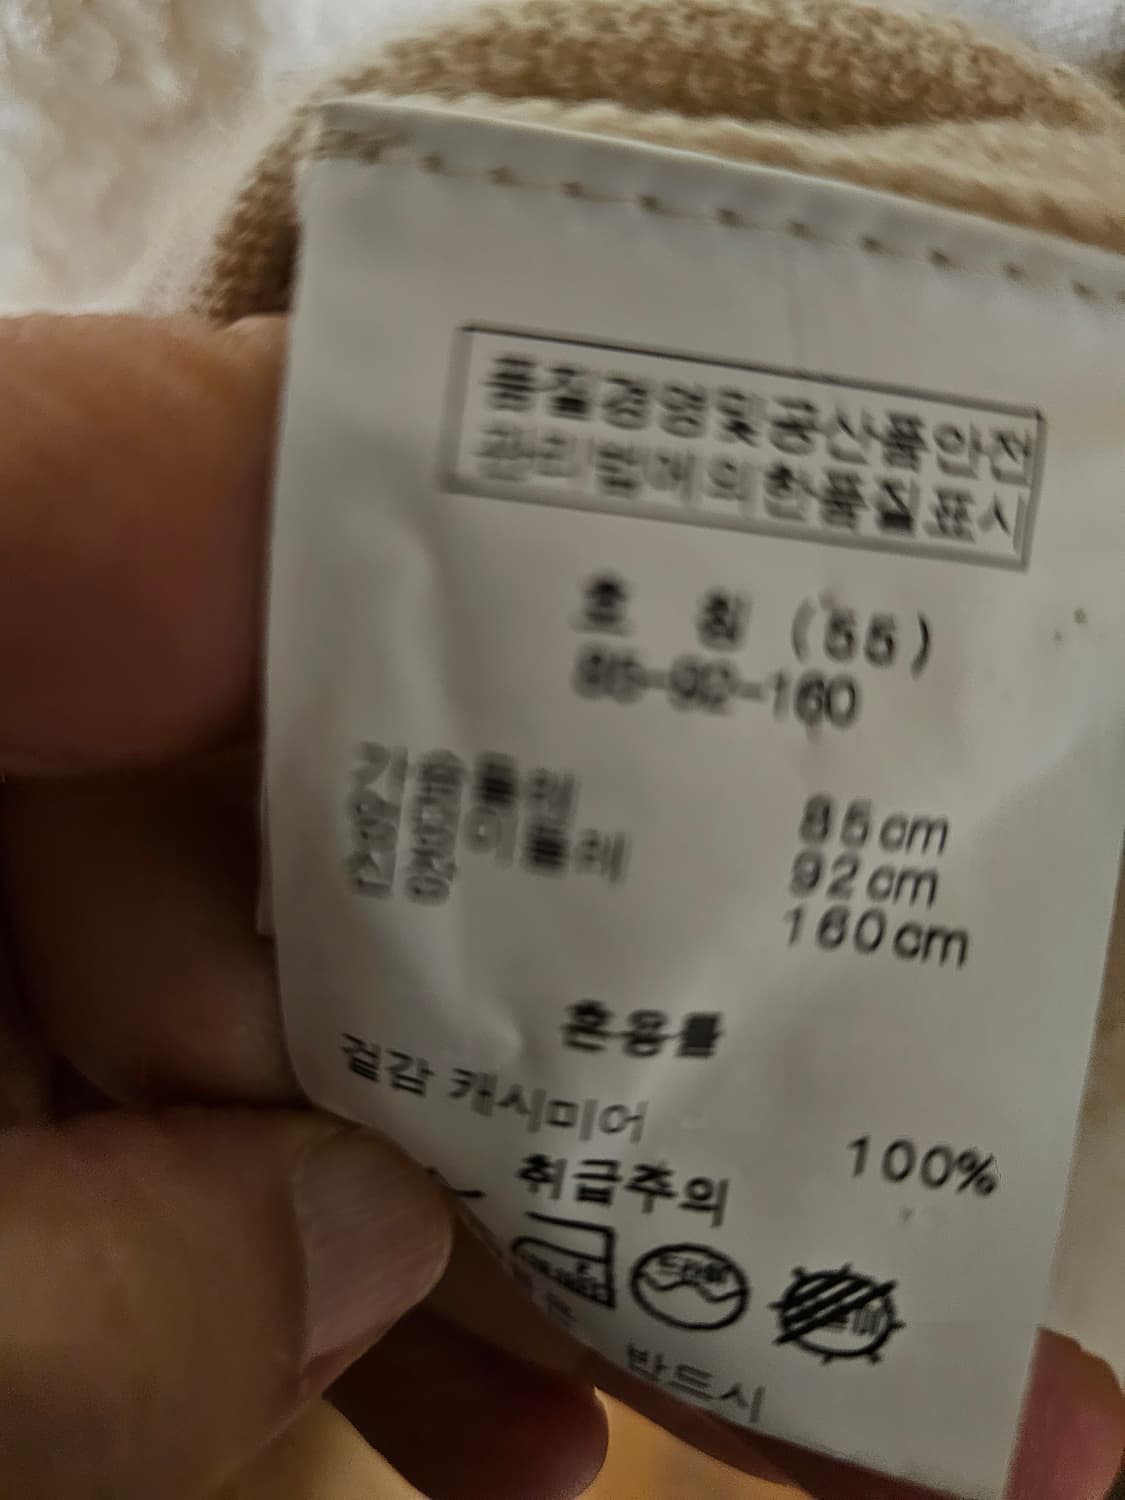 품질경영및공산품안전
관리법에의한품질표시
호 칭 (55)
85-92-160
가슴둘레 85cm
엉덩이둘레 92cm
신장 160cm
혼용률
겉감 캐시미어 100%
취급주의
드라이
반드시